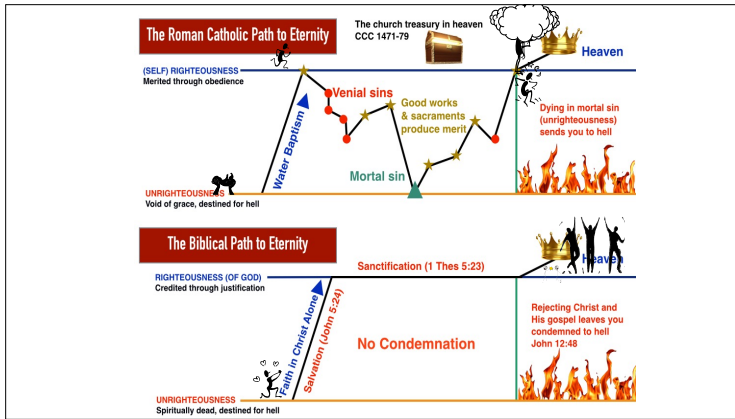 The Roman Catholic Path to Eternity
The church treasury in heaven
CCC 1471-79
Heaven
(SELF) RIGHTEOUSNESS
Merited through obedience
Water Baptism
Venial sins
Good works
& sacraments
produce merit
Mortal sin
Dying in mortal sin
(unrighteousness)
sends you to hell
UNRIGHTEOUSNESS
Void of grace, destined for hell
The Biblical Path to Eternity
Heaven
Sanctification (1 Thes 5:23)
RIGHTEOUSNESS (OF GOD)
Credited through justification
Faith in Christ Alone
Salvation (John 5:24)
No Condemnation
Rejecting Christ and
His gospel leaves you
condemned to hell
John 12:48
UNRIGHTEOUSNESS
Spiritually dead, destined for hell